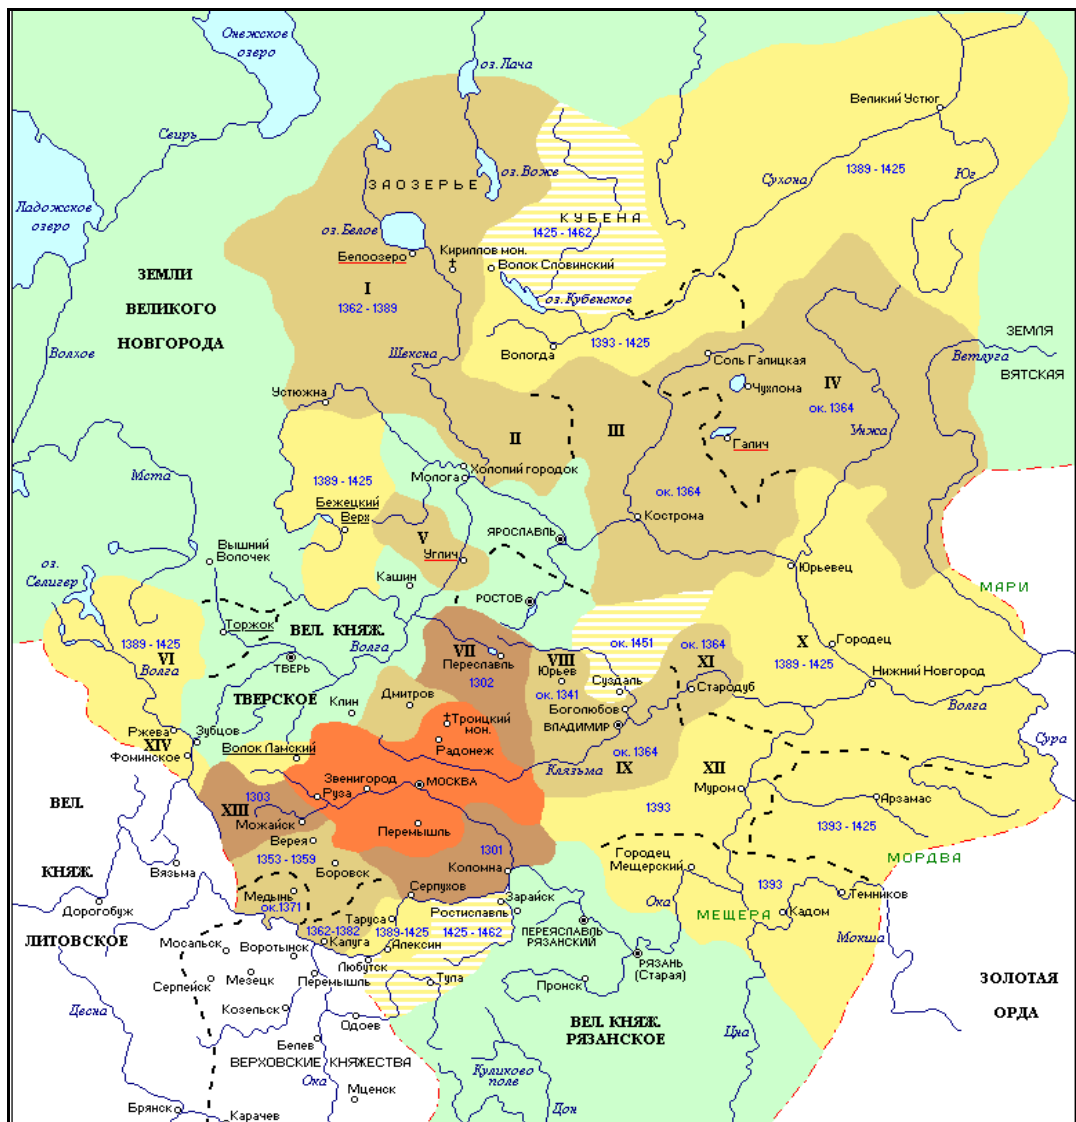 Онежское
озеро
оз. Лача
Великий Устюг
Свирь
1389 - 1425
Юг
Сухона
оз. Воже
ЗАОЗЕРЬЕ
Ладожское
озеро
КУБЕНА
1425 - 1462
оз. Белое
Кириллов мон.
Белоозеро
Волок Словинский
ЗЕМЛИ
ВЕЛИКОГО
НОВГОРОДА
I
1362 - 1389
оз. Кубенское
ЗЕМЛЯ
ВЯТСКАЯ
Ветлуга
Волхов
Шексна
Вологда
1393 - 1425
Соль Галицкая
Чухлома
IV
ок. 1364
Устюжна
II
III
Галич
Унжа
Холопий городок
Молога
Мста
1389 - 1425
Бежецкий
Верх
ок. 1364
Кострома
V
Углич
ЯРОСЛАВЛЬ
Вышний
Волочек
оз.
Селигер
Кашин
Юрьевец
МАРИ
РОСТОВ
Торжок
ВЕЛ. КНЯЖ.
ТВЕРСКОЕ
1389 - 1425
VI
Волга
ТВЕРЬ
Волга
VII
Переславль
1302
VIII
Юрьев
ок. 1341
ок. 1451
ок. 1364
XI
X
1389 - 1425
Городец
Нижний Новгород
Волга
Суздаль
Стародуб
Боголюбов
ВЛАДИМИР
Дмитров
Клин
Троицкий
мон.
Радонеж
Ржева
Зубцов
XIV
Фоминское
Волок Ламский
ок. 1364
IX
Клязьма
Сура
XII
Муром
1393
Арзамас
1393 - 1425
Звенигород
МОСКВА
Руза
1303
XIII
Можайск
Перемышль
ВЕЛ.
КНЯЖ.
ЛИТОВСКОЕ
Верея
1353 - 1359
Боровск
1301
Коломна
Городец
Мещерский
МОРДВА
Вязьма
Медынь
ок. 1371
Серпухов
Зарайск
Ока
1393
Темников
МЕЩЕРА
Кадом
Дорогобуж
Таруса
Ростиславль
1362-1382
1389-1425
1425 - 1462
ПЕРЕЯСЛАВЛЬ
РЯЗАНСКИЙ
Мокша
Мосальск
Воротынск
Калуга
Алексин
РЯЗАНЬ
(Старая)
Любутск
Серпейск
Мезецк
Перемышль
Тула
Пронск
ЗОЛОТАЯ
ОРДА
Десна
Козельск
Одоев
ВЕЛ. КНЯЖ.
РЯЗАНСКОЕ
Цна
Белев
ВЕРХОВСКИЕ КНЯЖЕСТВА
Ока
Куликово
поле
Мценск
Дон
Брянск
Карачев